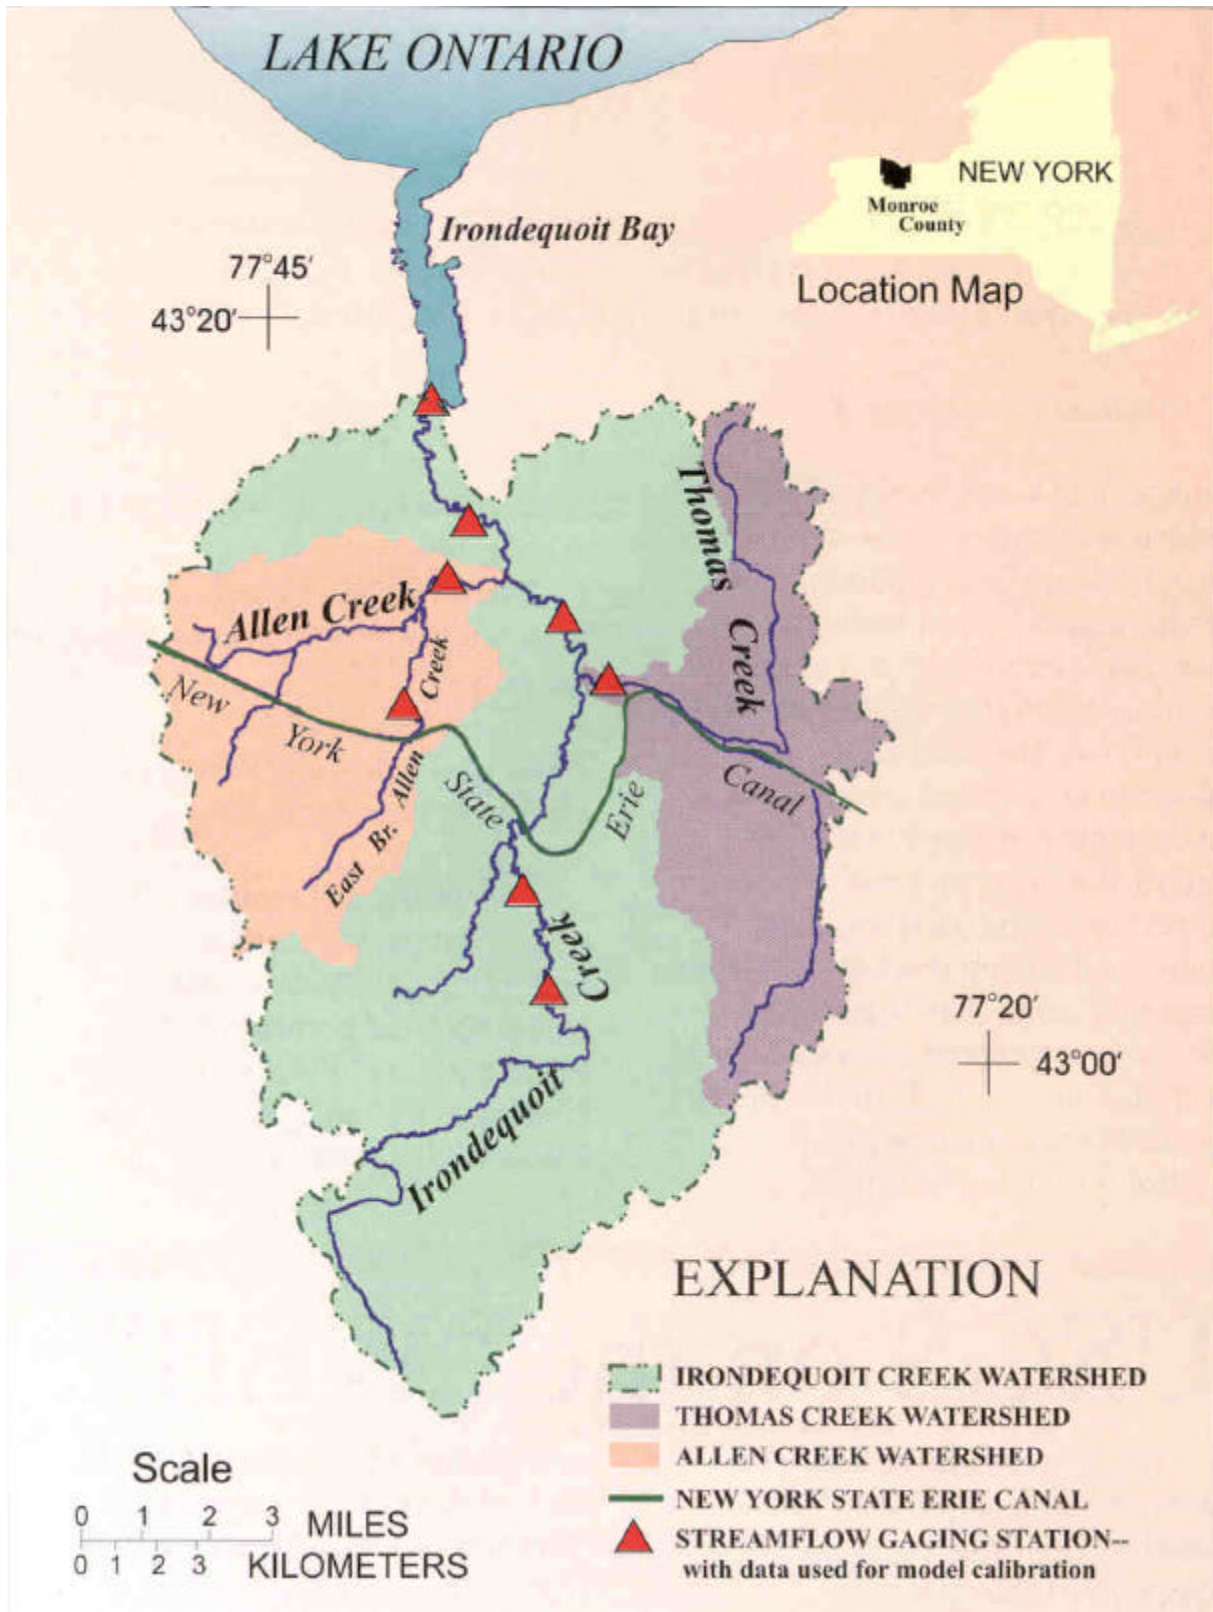 LAKE ONTARIO
NEW YORK
Monroe
County
Location Map
Irondequoit Bay
77°45'
43°20'
Thomas
Creek
Allen Creek
Creek
New
York
State
Erie
Canal
East Br. Allen
Creek
Irondequoit
77°20'
43°00'
EXPLANATION
IRONDEQUOIT CREEK WATERSHED
THOMAS CREEK WATERSHED
ALLEN CREEK WATERSHED
NEW YORK STATE ERIE CANAL
STREAMFLOW GAGING STATION--
with data used for model calibration
Scale
0 1 2 3 MILES
0 1 2 3 KILOMETERS